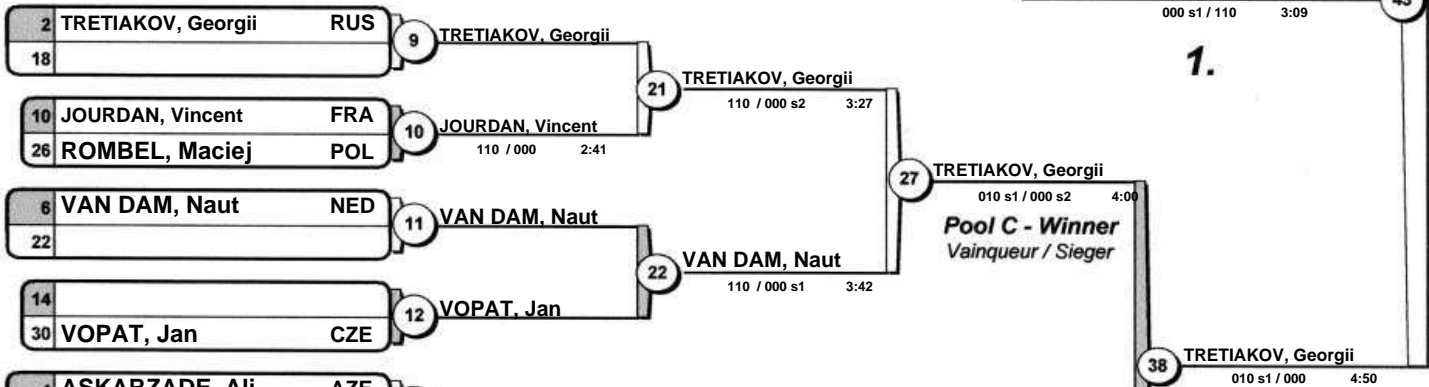 000 s1 / 110 3:09
43
1.
2 TRETIAKOV, Georgii RUS
18
9
TRETIAKOV, Georgii
10 JOURDAN, Vincent FRA
26 ROMBEL, Maciej POL
10
JOURDAN, Vincent
110 / 000 2:41
21
TRETIAKOV, Georgii
110 / 000 s2 3:27
6 VAN DAM, Naut NED
22
11
VAN DAM, Naut
14
30 VOPAT, Jan CZE
12
VOPAT, Jan
22
VAN DAM, Naut
110 / 000 s1 3:42
27
TRETIAKOV, Georgii
010 s1 / 000 s2 4:00
Pool C - Winner
Vainqueur / Sieger
38
TRETIAKOV, Georgii
010 s1 / 000 4:50
ASKARZADE, Ali AZE